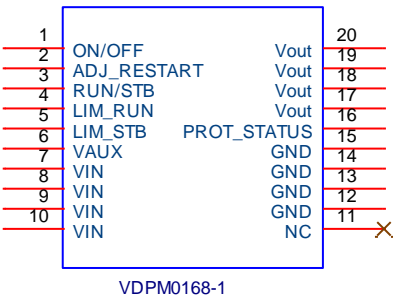 1 ON/OFF Vout 20
2 ADJ_RESTART Vout 19
3 RUN/STB Vout 18
4 LIM_RUN Vout 17
5 LIM_STB PROT_STATUS 16
6 VAUX GND 15
7 VIN GND 14
8 VIN GND 13
9 VIN GND 12
10 VIN NC 11
VDPM0168-1